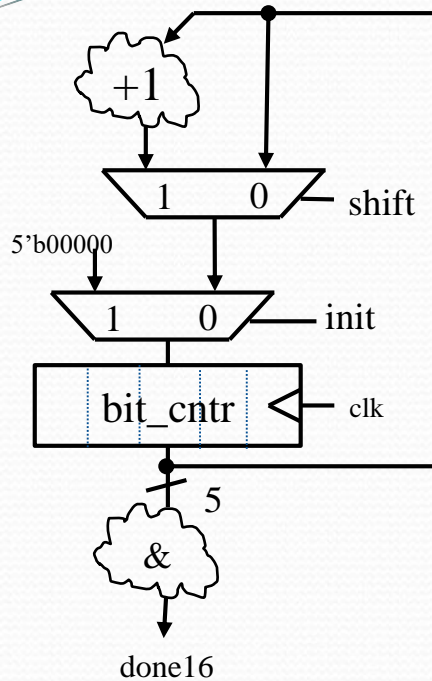 +1
1 0
shift
5’b00000
1 0
init
bit_cntr
clk
5
&
done16